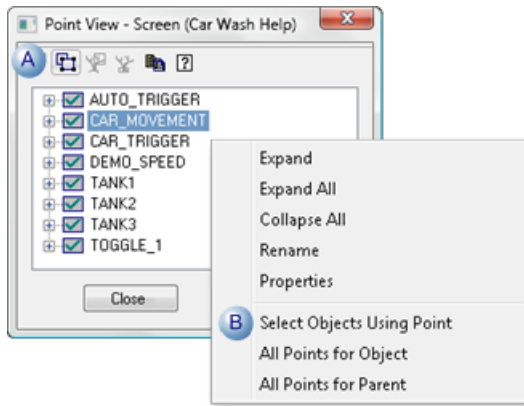 Point View - Screen (Car Wash Help)
A
AUTO_TRIGGER
CAR_MOVEMENT
CAR_TRIGGER
DEMO_SPEED
TANK1
TANK2
TANK3
TOGGLE_1
Close
Expand
Expand All
Collapse All
Rename
Properties
B Select Objects Using Point
All Points for Object
All Points for Parent